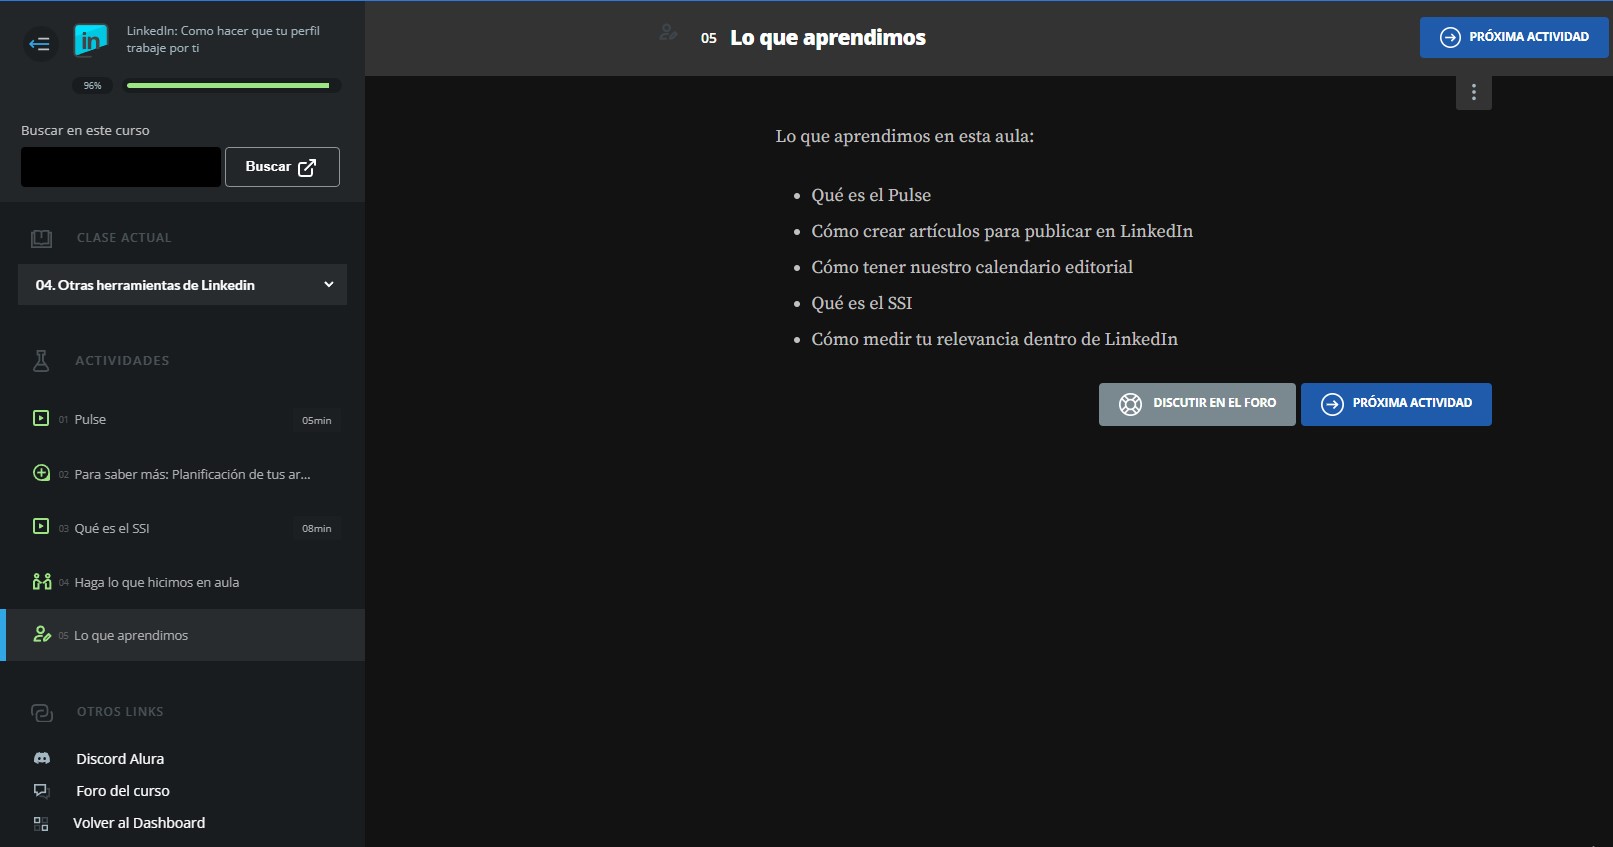 in
LinkedIn: Como hacer que tu perfil
trabaje por ti
96%
Buscar en este curso
Buscar
CLASE ACTUAL
04. Otras herramientas de Linkedin
ACTIVIDADES
01 Pulse 05min
02 Para saber más: Planificación de tus ar...
03 Qué es el SSI 08min
04 Haga lo que hicimos en aula
05 Lo que aprendimos
OTROS LINKS
Discord Alura
Foro del curso
Volver al Dashboard
05 Lo que aprendimos
PRÓXIMA ACTIVIDAD
Lo que aprendimos en esta aula:
• Qué es el Pulse
• Cómo crear artículos para publicar en LinkedIn
• Cómo tener nuestro calendario editorial
• Qué es el SSI
• Cómo medir tu relevancia dentro de LinkedIn
DISCUTIR EN EL FORO
PRÓXIMA ACTIVIDAD